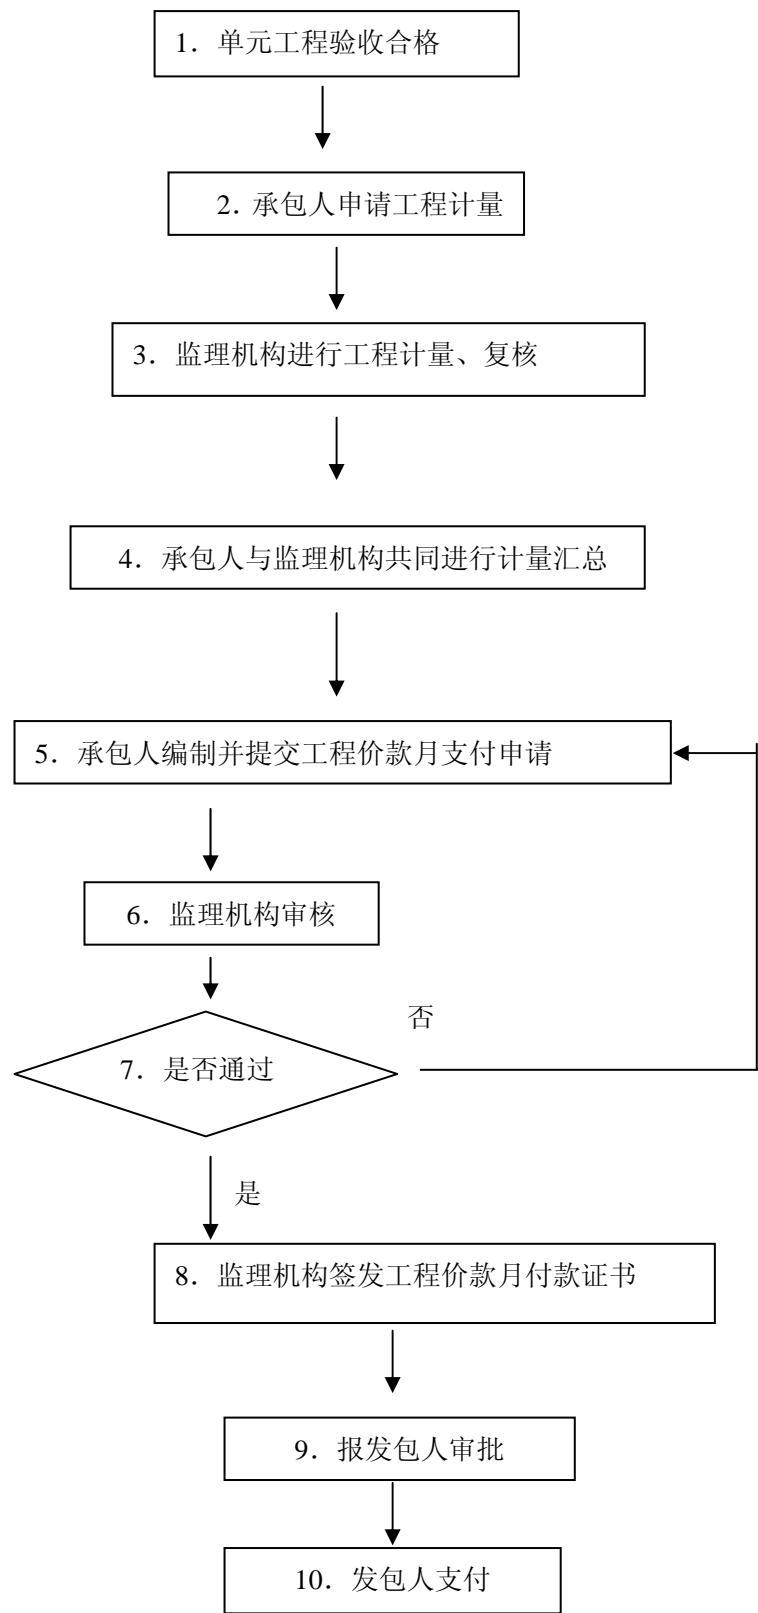 1．单元工程验收合格
2．承包人申请工程计量
3．监理机构进行工程计量、复核
4．承包人与监理机构共同进行计量汇总
5．承包人编制并提交工程价款月支付申请
6．监理机构审核
否
7．是否通过
是
8．监理机构签发工程价款月付款证书
9．报发包人审批
10．发包人支付